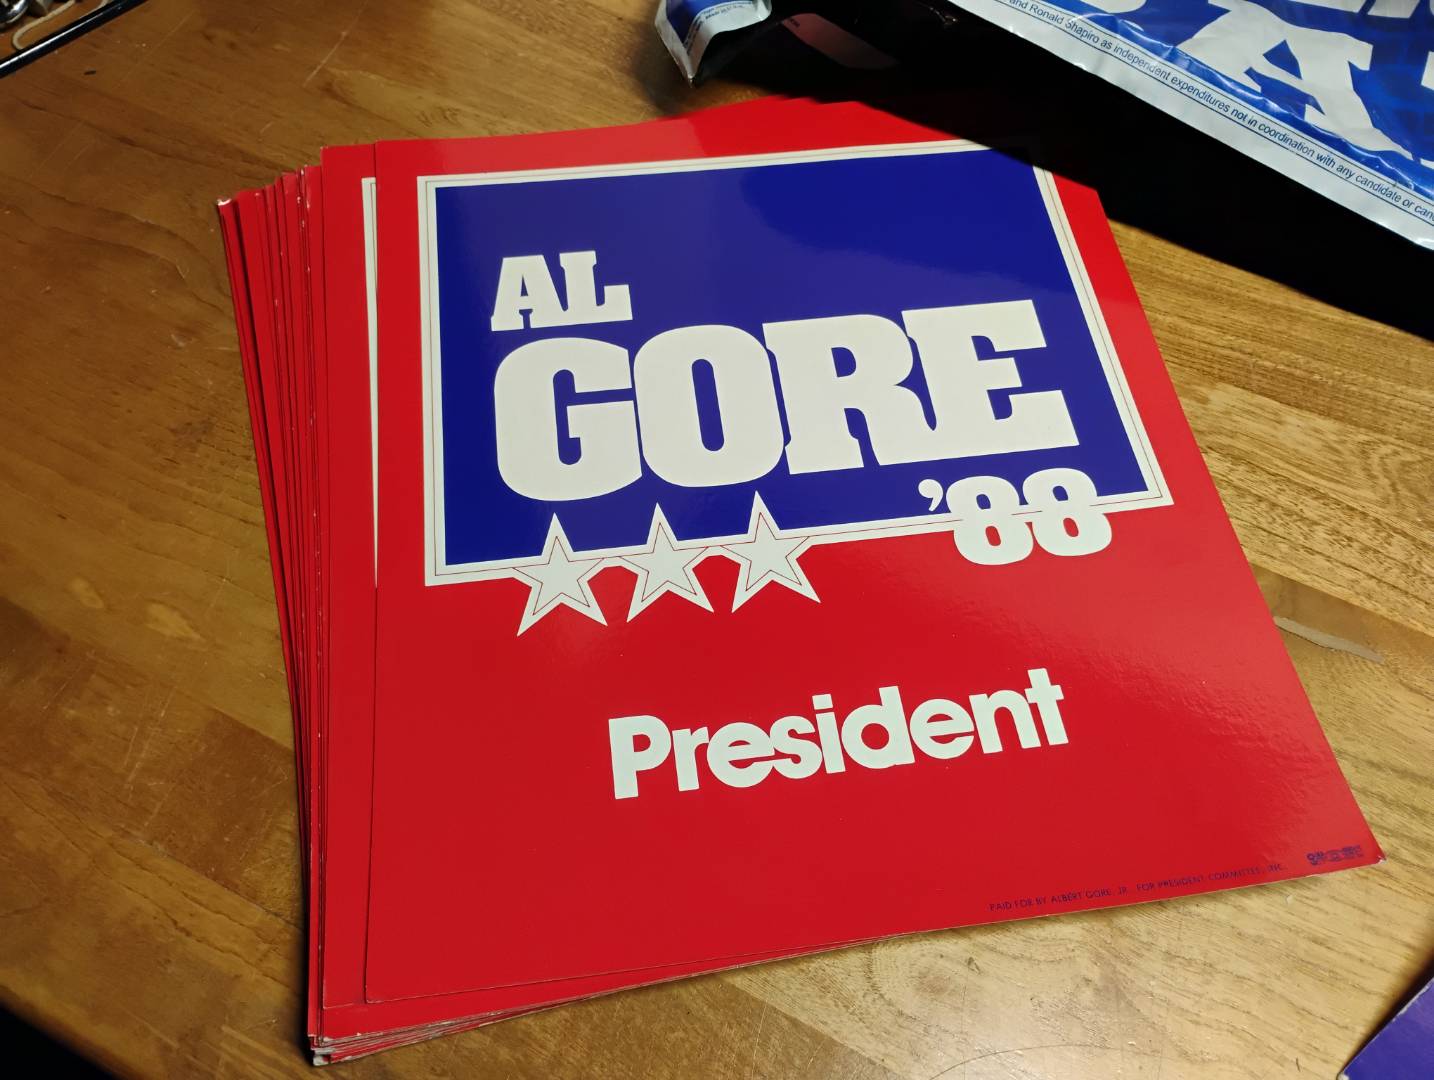 and Ronald Shapiro as independent expenditures not in coordination with any candidate or
AL
GORE
'88
President
PAID FOR BY ALBERT GORE, JR. FOR PRESIDENT COMMITTEE, INC.